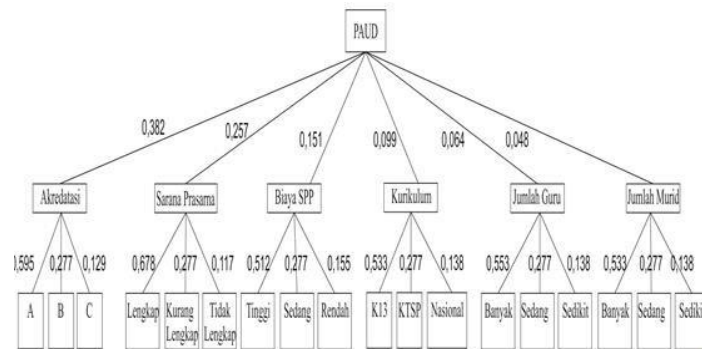 PAUD
0,382
0,257
0,151
0,099
0,064
0,048
Akredatasi
Sarana Prasarna
Biaya SPP
Kurikulum
Jumlah Guru
Jumlah Murid
0,595 0,277 0,129
0,678 0,277 0,117
0,512 0,277 0,155
0,533 0,277 0,138
0,553 0,277 0,138
0,533 0,277 0,138
A B C
Lengkap
Kurang
Lengkap
Tidak
Lengkap
Tinggi Sedang Rendah
K13 KTSP Nasional
Banyak Sedang Sedikit
Banyak Sedang Sediki